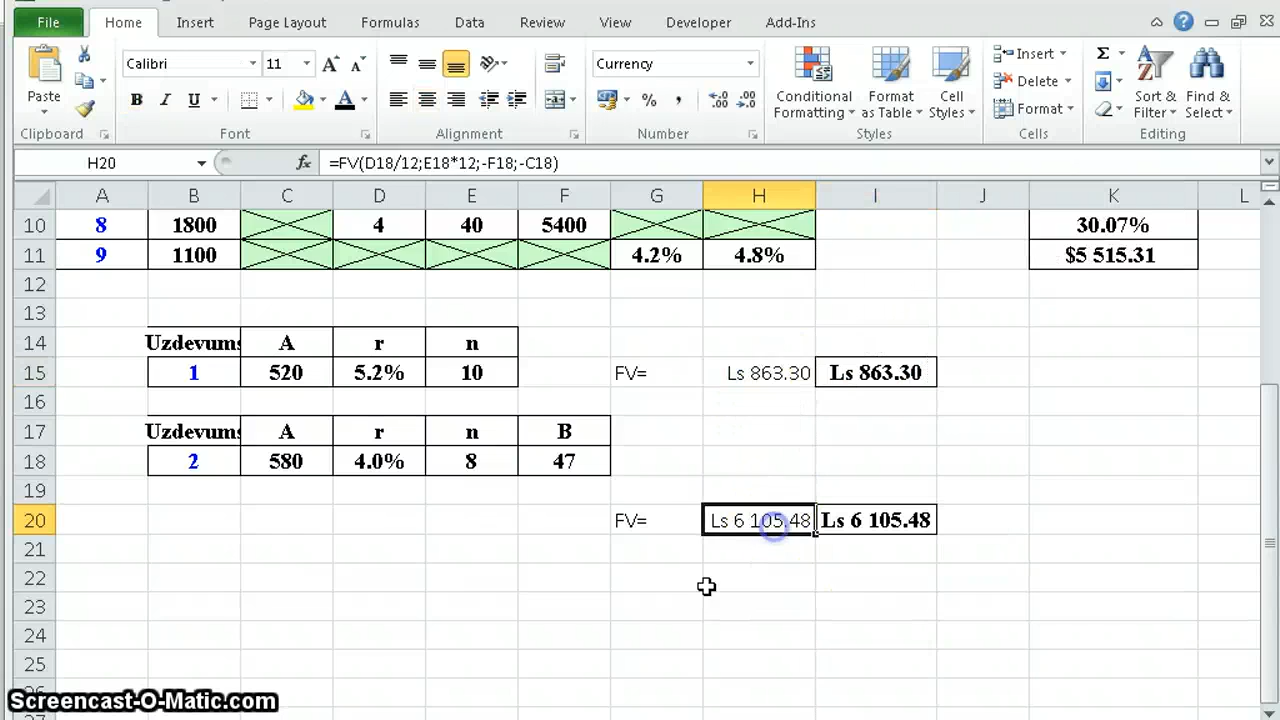 File Home Insert Page Layout Formulas Data Review View Developer Add-Ins
Paste
Clipboard
Calibri 11
B I U
Font
Alignment
Currency
Number
Conditional Formatting
Format as Table
Cell Styles
Styles
Insert
Delete
Format
Cells
Sort & Filter
Find & Select
Editing
H20 fx =FV(D18/12;E18*12;-F18;-C18)
A B C D E F G H I J K L
10 8 1800 4 40 5400 30.07%
11 9 1100 4.2% 4.8% $5 515.31
12
13
14 Uzdevums A r n
15 1 520 5.2% 10 FV= Ls 863.30 Ls 863.30
16
17 Uzdevums A r n B
18 2 580 4.0% 8 47
19
20 FV= Ls 6 105.48 Ls 6 105.48
21
22
23
24
25
Screencast-O-Matic.com